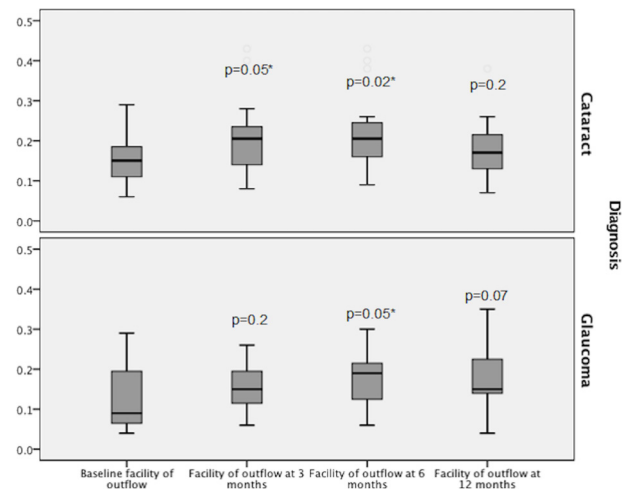 0.5
0.4
0.3
0.2
0.1
0.0
p=0.05*
p=0.02*
p=0.2
Cataract
Diagnosis
0.5
0.4
0.3
0.2
0.1
0.0
p=0.2
p=0.05*
p=0.07
Glaucoma
Baseline facility of
outflow
Facility of outflow at 3
months
Facility of outflow at 6
months
Facility of outflow at
12 months